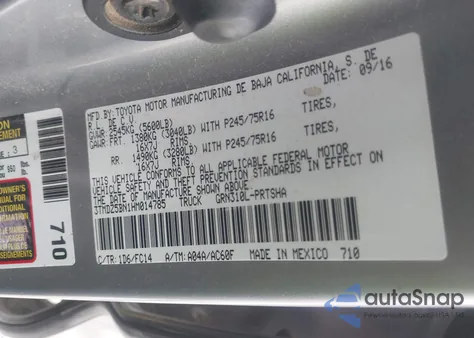 MFD.BY: TOYOTA MOTOR MANUFACTURING DE BAJA CALIFORNIA, S. DE
R.L. DE C.V. DATE: 09/16
GVWR: 2545KG (5600LB)
GAWR:FRT. 1380KG (3040LB) WITH P245/75R16 TIRES,
16X7J RIMS
RR. 1490KG (3280LB) WITH P245/75R16 TIRES,
16X7J RIMS
THIS VEHICLE CONFORMS TO ALL APPLICABLE FEDERAL MOTOR
VEHICLE SAFETY STANDARDS IN EFFECT ON
THE DATE OF MANUFACTURE SHOWN ABOVE.
3TMDZ5BN1HM014785 TRUCK GRN310L-PRTSHA
C/TR: 1D6/FC14 A/TM: A04A/AC60F MADE IN MEXICO 710
710
3
OWNER'S
MANUAL
autoSnap